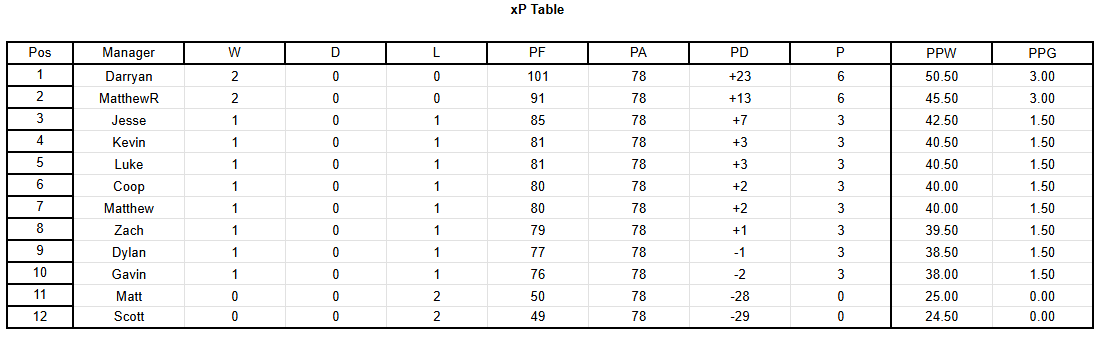 xP Table
Pos Manager W D L PF PA PD P PPW PPG
1 Darryan 2 0 0 101 78 +23 6 50.50 3.00
2 MatthewR 2 0 0 91 78 +13 6 45.50 3.00
3 Jesse 1 0 1 85 78 +7 3 42.50 1.50
4 Kevin 1 0 1 81 78 +3 3 40.50 1.50
5 Luke 1 0 1 81 78 +3 3 40.50 1.50
6 Coop 1 0 1 80 78 +2 3 40.00 1.50
7 Matthew 1 0 1 80 78 +2 3 40.00 1.50
8 Zach 1 0 1 79 78 +1 3 39.50 1.50
9 Dylan 1 0 1 77 78 -1 3 38.50 1.50
10 Gavin 1 0 1 76 78 -2 3 38.00 1.50
11 Matt 0 0 2 50 78 -28 0 25.00 0.00
12 Scott 0 0 2 49 78 -29 0 24.50 0.00